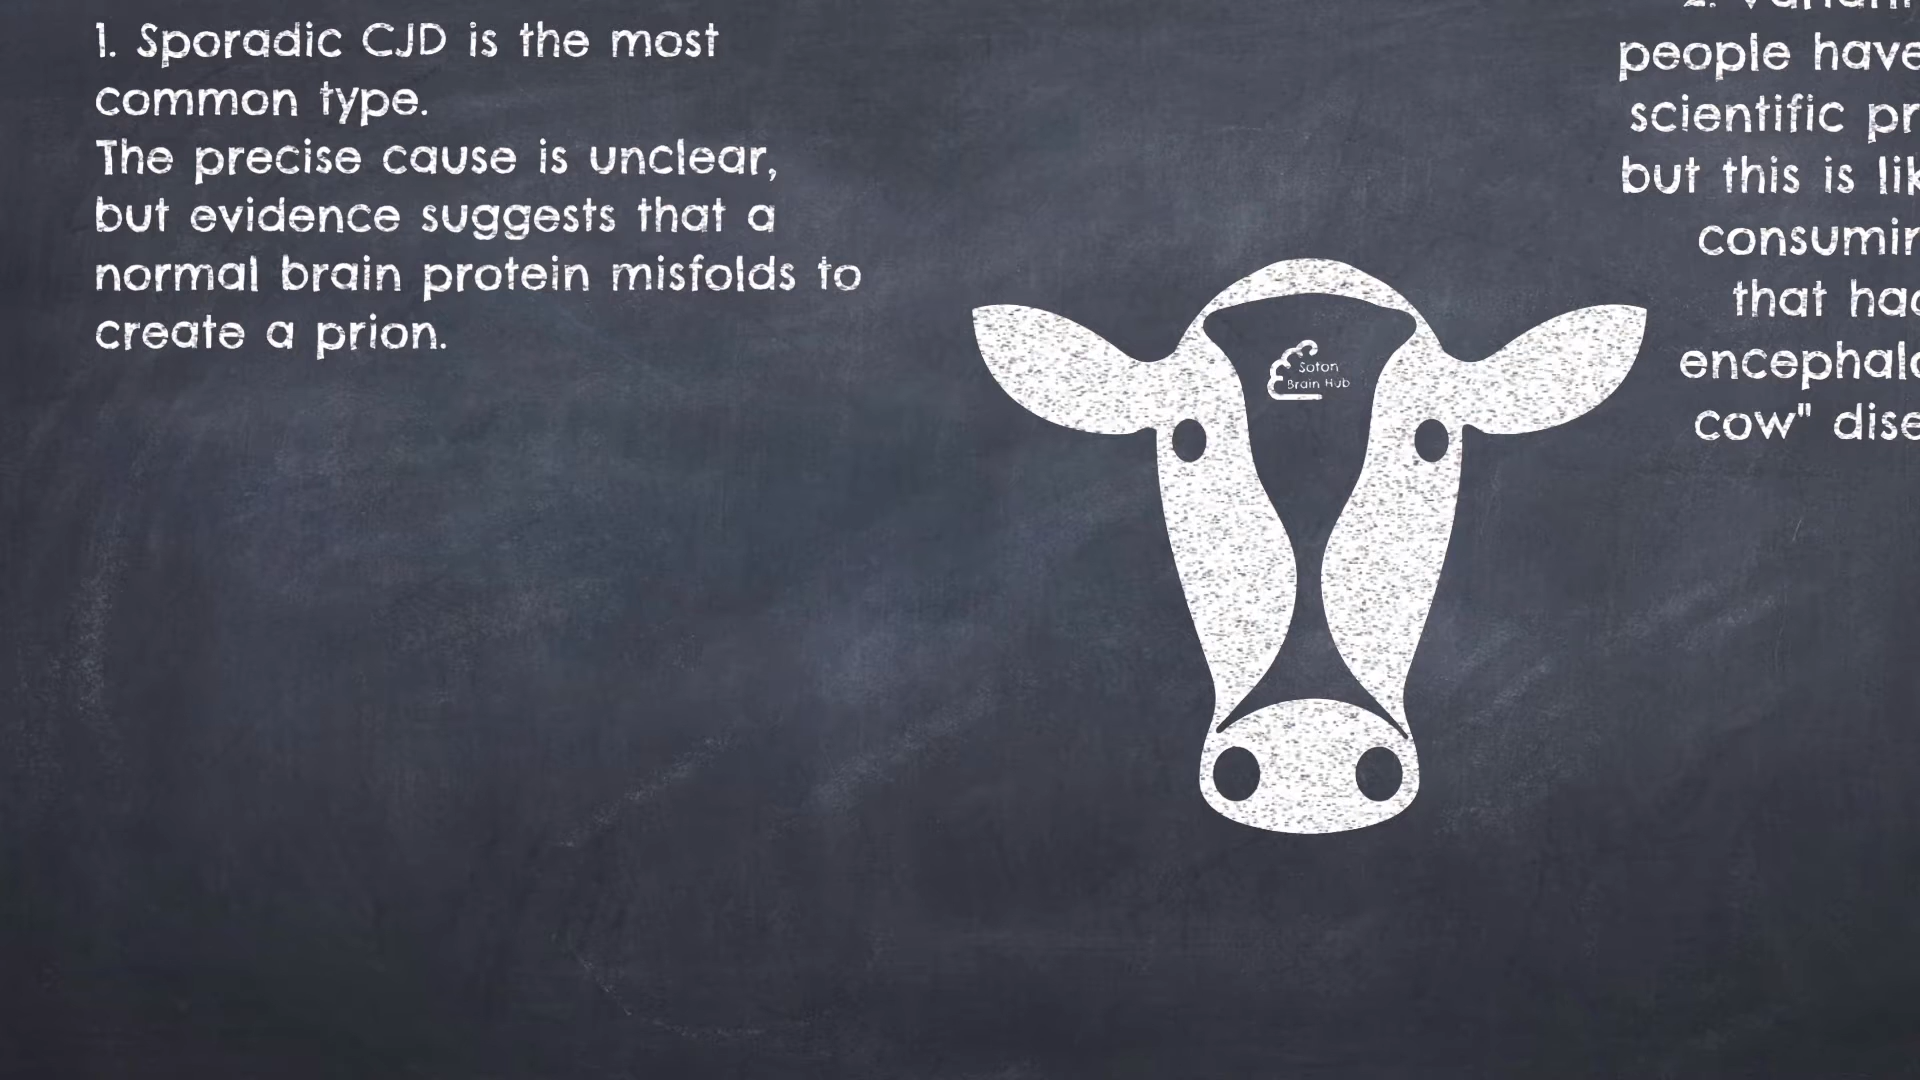 1. Sporadic CJD is the most
common type.
The precise cause is unclear,
but evidence suggests that a
normal brain protein misfolds to
create a prion.
Soton
Brain Hub
people have
scientific
but this is
that
cow"